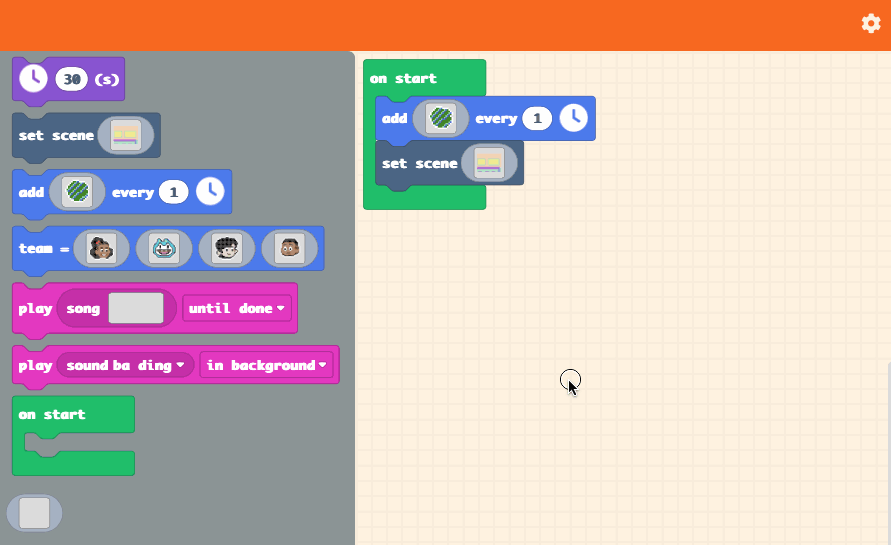 30 (s)
set scene
add every 1
team =
play song until done
play sound ba ding in background
on start
on start
add every 1
set scene